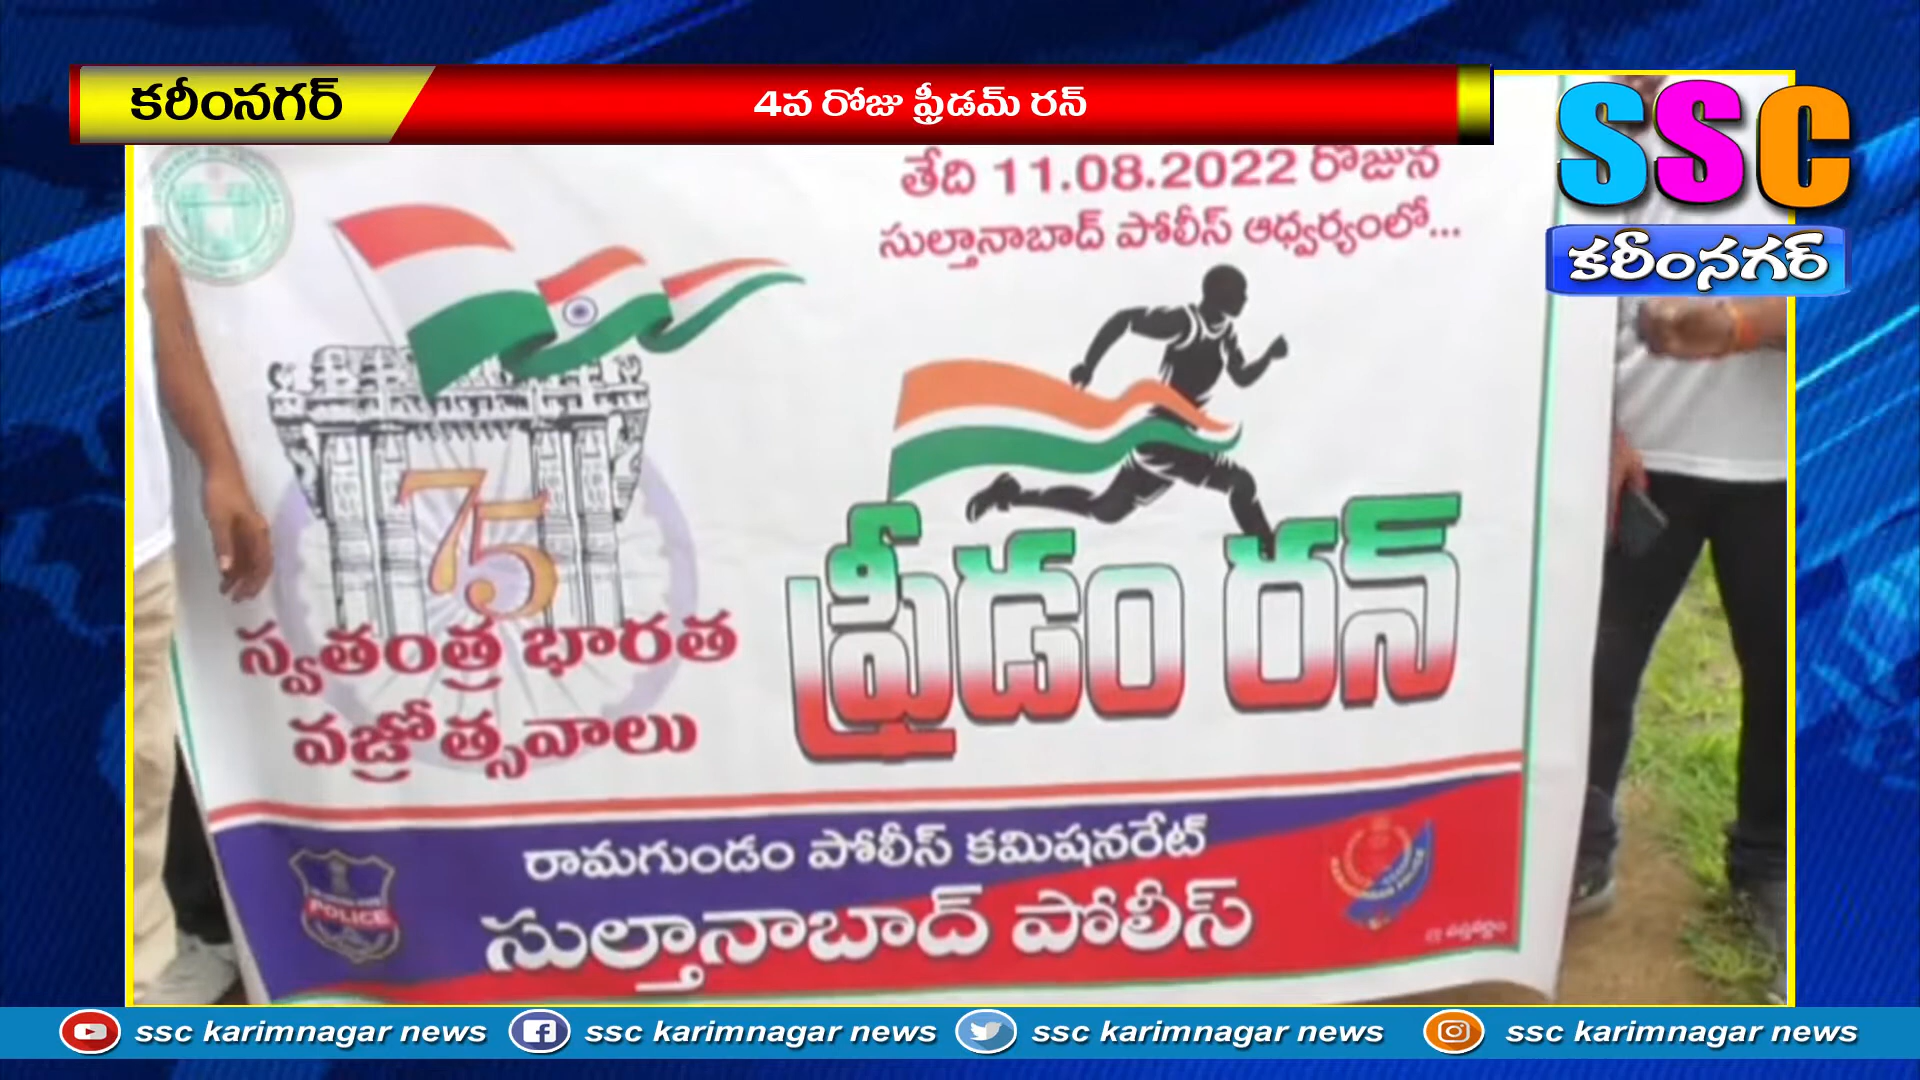 కరీంనగర్
4వ రోజు ఫ్రీడమ్ రన్
SSC
కరీంనగర్
తేది 11.08.2022 రోజున
సుల్తానాబాద్ పోలీస్ ఆధ్వర్యంలో...
75
స్వతంత్ర భారత
వజ్రోత్సవాలు
ఫ్రీడం రన్
రామగుండం పోలీస్ కమిషనరేట్
సుల్తానాబాద్ పోలీస్
POLICE
ssc karimnagar news
ssc karimnagar news
ssc karimnagar news
ssc karimnagar news